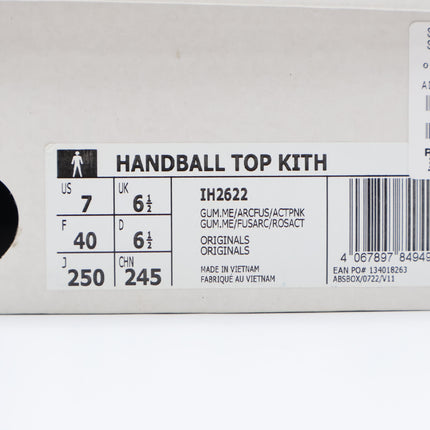 HANDBALL TOP KITH
US 7 UK 6½
F 40 D 6½
J 250 CHN 245
IH2622
GUM.ME/ARCFUS/ACTPNK
GUM.ME/FUSARC/ROSACT
ORIGINALS
ORIGINALS
MADE IN VIETNAM
FABRIQUÉ AU VIETNAM
4 067897 8494
EAN PO# 134018263
ABSBOX/0722/V11